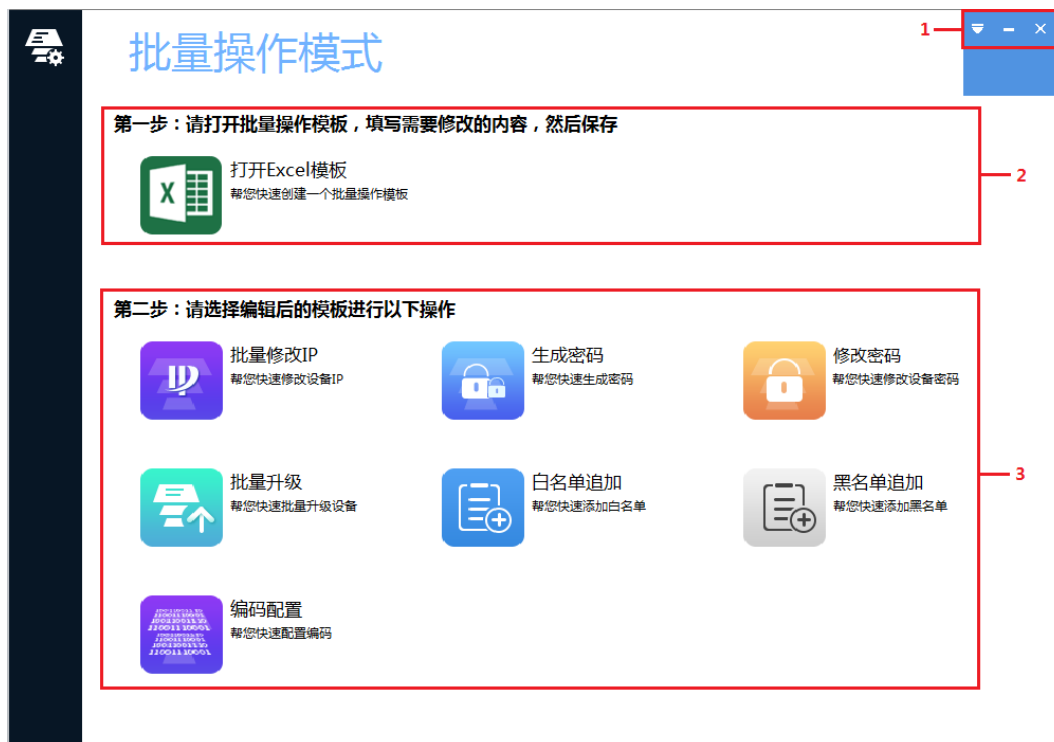 批量操作模式
1
第一步：请打开批量操作模板，填写需要修改的内容，然后保存
打开Excel模板
帮您快速创建一个批量操作模板
2
第二步：请选择编辑后的模板进行以下操作
批量修改IP
帮您快速修改设备IP
生成密码
帮您快速生成密码
修改密码
帮您快速修改设备密码
批量升级
帮您快速批量升级设备
白名单追加
帮您快速添加白名单
黑名单追加
帮您快速添加黑名单
3
编码配置
帮您快速配置编码